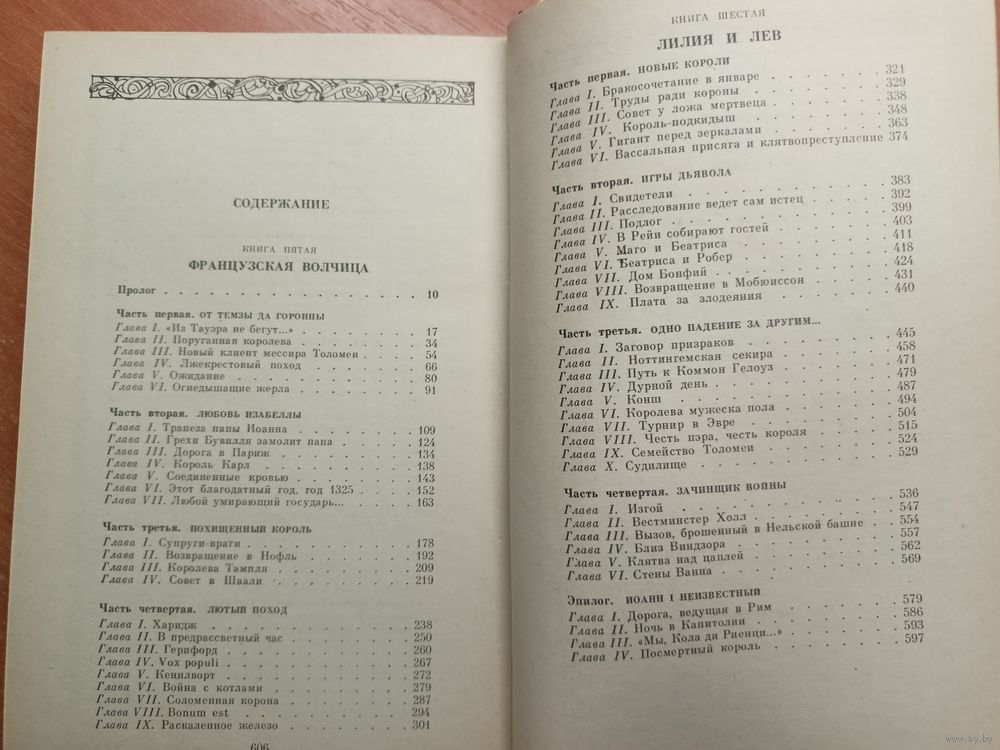 СОДЕРЖАНИЕ
КНИГА ПЯТАЯ
ФРАНЦУЗСКАЯ ВОЛЧИЦА
Пролог . . . . . . . . . . . . . . . . 10
Часть первая. ОТ ТЕМЗЫ ДА ГОРОННЫ
Глава I. «Из Тауэра не бегут...» . . . . . . . 17
Глава II. Поруганная королева . . . . . . . 34
Глава III. Новый клиент мессира Толомеи . . . . 54
Глава IV. Лжекрестовый поход . . . . . . . 66
Глава V. Ожидание . . . . . . . . . . 80
Глава VI. Огнедышащие жерла . . . . . . . 91
Часть вторая. ЛЮБОВЬ ИЗАБЕЛЛЫ
Глава I. Трапеза папы Иоанна . . . . . . . 109
Глава II. Грехи Бувилля замолит папа . . . . . 124
Глава III. Дорога в Париж . . . . . . . . 134
Глава IV. Король Карл . . . . . . . . . 138
Глава V. Соединенные кровью . . . . . . . 143
Глава VI. Этот благодатный год, год 1325 . . . . 152
Глава VII. Любой умирающий государь... . . . . 163
Часть третья. ПОХИЩЕННЫЙ КОРОЛЬ
Глава I. Супруги-враги . . . . . . . . . 178
Глава II. Возвращение в Нофль . . . . . . . 192
Глава III. Королева Тампля . . . . . . . . 209
Глава IV. Совет в Шаали . . . . . . . . 219
Часть четвертая. ЛЮТЫЙ ПОХОД
Глава I. Харидж . . . . . . . . . . . 238
Глава II. В предрассветный час . . . . . . . 250
Глава III. Герифорд . . . . . . . . . . 260
Глава IV. Vox populi . . . . . . . . . . 267
Глава V. Кенилворт . . . . . . . . . . 272
Глава VI. Война с котлами . . . . . . . . 279
Глава VII. Соломенная корона . . . . . . . 287
Глава VIII. Bonum est . . . . . . . . . 294
Глава IX. Раскаленное железо . . . . . . . 301
606
КНИГА ШЕСТАЯ
ЛИЛИЯ И ЛЕВ
Часть первая. НОВЫЕ КОРОЛИ
Глава I. Бракосочетание в январе . . . . . . 321
Глава II. Труды ради короны . . . . . . . 329
Глава III. Совет у ложа мертвеца . . . . . . 338
Глава IV. Король-подкидыш . . . . . . . 348
Глава V. Гигант перед зеркалами . . . . . . 363
Глава VI. Вассальная присяга и клятвопреступление 374
Часть вторая. ИГРЫ ДЬЯВОЛА
Глава I. Свидетели . . . . . . . . . . 383
Глава II. Расследование ведет сам истец . . . . 392
Глава III. Подлог . . . . . . . . . . . 399
Глава IV. В Рейи собирают гостей . . . . . . 403
Глава V. Маго и Беатриса . . . . . . . . 411
Глава VI. Беатриса и Робер . . . . . . . . 418
Глава VII. Дом Бонфий . . . . . . . . . 424
Глава VIII. Возвращение в Мобюиссон . . . . 431
Глава IX. Плата за злодеяния . . . . . . . 440
Часть третья. ОДНО ПАДЕНИЕ ЗА ДРУГИМ...
Глава I. Заговор призраков . . . . . . . . 445
Глава II. Ноттингемская секира . . . . . . . 458
Глава III. Путь к Коммон Гелоуз . . . . . . 471
Глава IV. Дурной день . . . . . . . . . 479
Глава V. Конш . . . . . . . . . . . 487
Глава VI. Королева мужеска пола . . . . . . 494
Глава VII. Турнир в Эвре . . . . . . . . 504
Глава VIII. Честь пэра, честь короля . . . . . 515
Глава IX. Семейство Толомеи . . . . . . . 524
Глава X. Судилище . . . . . . . . . . 529
Часть четвертая. ЗАЧИНЩИК ВОЙНЫ
Глава I. Изгой . . . . . . . . . . . 536
Глава II. Вестминстер Холл . . . . . . . . 547
Глава III. Вызов, брошенный в Нельской башне . . 554
Глава IV. Близ Виндзора . . . . . . . . 557
Глава V. Клятва над цаплей . . . . . . . . 562
Глава VI. Стены Ванна . . . . . . . . . 569
Эпилог. ИОАНН I НЕИЗВЕСТНЫЙ
Глава I. Дорога, ведущая в Рим . . . . . . . 579
Глава II. Ночь в Капитолии . . . . . . . . 586
Глава III. «Мы, Кола ди Риенци...» . . . . . . 593
Глава IV. Посмертный король . . . . . . . 597
www.ay.by